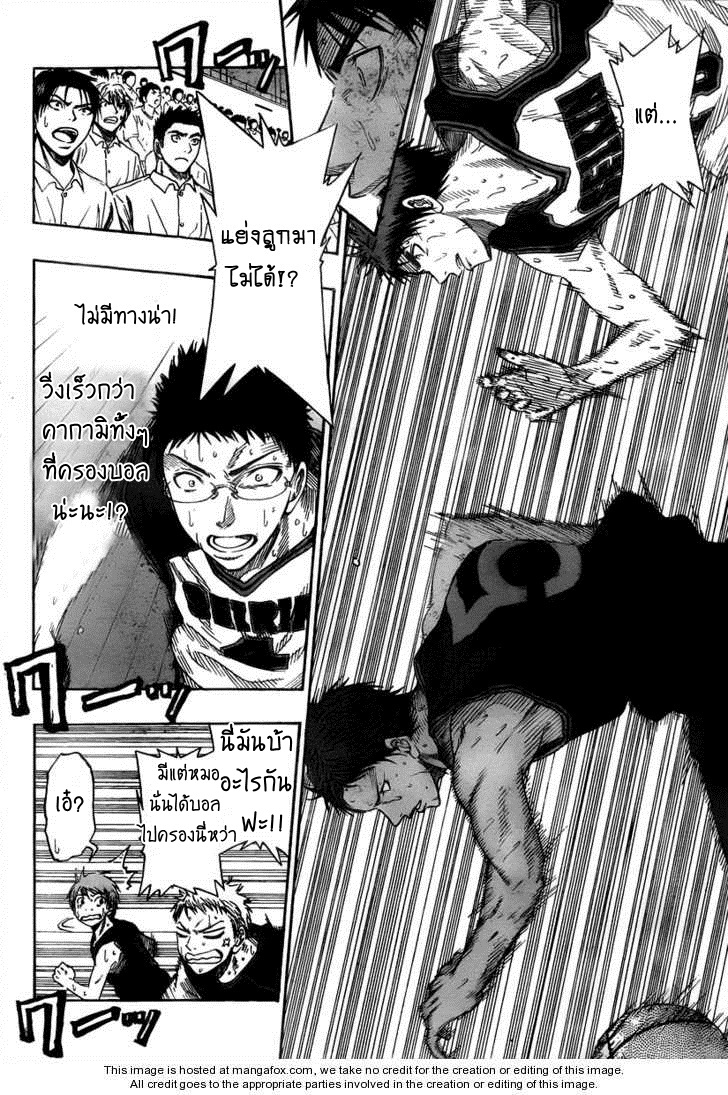 แต่...
แย่งลูกมา
ไม่ได้!?
ไม่มีทางน่า!
วิ่งเร็วกว่า
คากามิทั้งๆ
ที่ครองบอล
น่ะนะ!?
SEIRIN
4
นี่มันบ้า
อะไรกัน
ฟะ!!
มีแต่หมอ
นั่นได้บอล
ไปครองนี่หว่า
เอ๋?
This image is hosted at mangafox.com, we take no credit for the creation or editing of this image.
All credit goes to the appropriate parties involved in the creation or editing of this image.